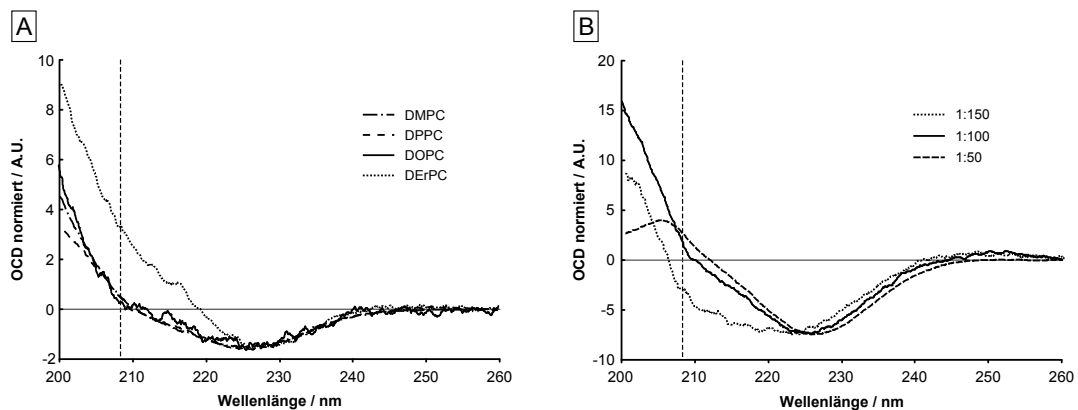 A
10
8
6
4
2
0
-2
OCD normiert / A.U.
DMPC
DPPC
DOPC
DErPC
200 210 220 230 240 250 260
Wellenlänge / nm
B
20
15
10
5
0
-5
-10
OCD normiert / A.U.
1:150
1:100
1:50
200 210 220 230 240 250 260
Wellenlänge / nm